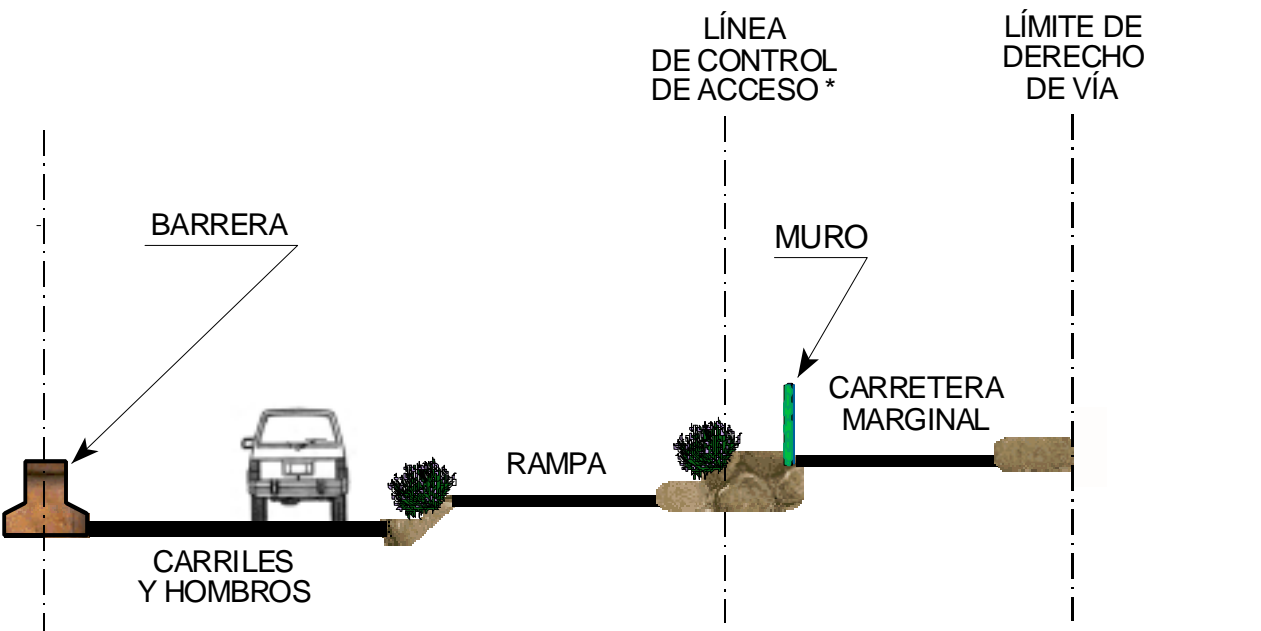 LÍNEA
DE CONTROL
DE ACCESO *
LÍMITE DE
DERECHO
DE VÍA
BARRERA
MURO
CARRETERA
MARGINAL
RAMPA
CARRILES
Y HOMBROS